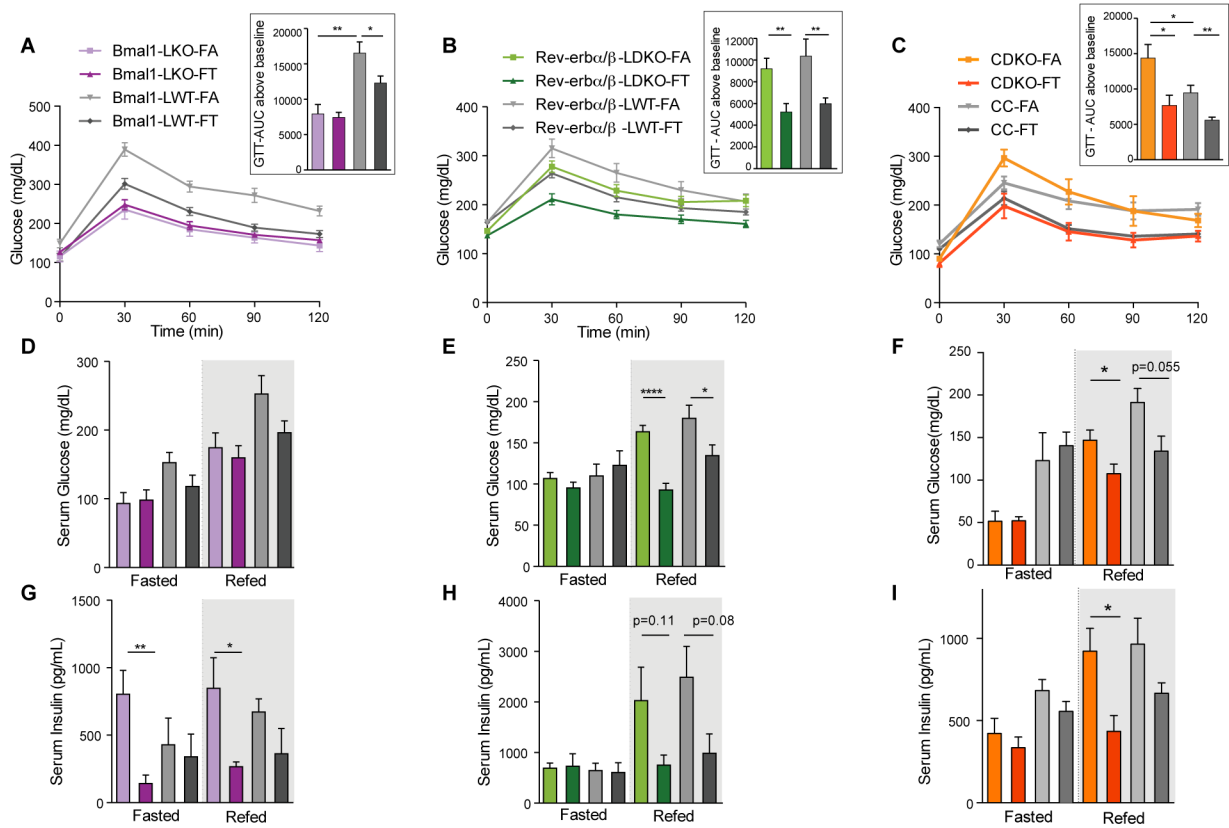 A
Bmal1-LKO-FA
Bmal1-LKO-FT
Bmal1-LWT-FA
Bmal1-LWT-FT
GTT-AUC above baseline
20000
15000
10000
5000
0
**
*
Glucose (mg/dL)
500
400
300
200
100
0
0 30 60 90 120
Time (min)
B
Rev-erbα/β-LDKO-FA
Rev-erbα/β-LDKO-FT
Rev-erbα/β-LWT-FA
Rev-erbα/β -LWT-FT
GTT - AUC above baseline
12000
10000
8000
6000
4000
2000
0
**
**
Glucose (mg/dL)
400
300
200
100
0
0 30 60 90 120
Time (min)
C
CDKO-FA
CDKO-FT
CC-FA
CC-FT
GTT - AUC above baseline
20000
15000
10000
5000
0
*
*
**
Glucose (mg/dL)
400
300
200
100
0
0 30 60 90 120
Time (min)
D
Serum Glucose (mg/dL)
300
200
100
0
Fasted Refed
E
Serum Glucose (mg/dL)
250
200
150
100
50
0
****
*
Fasted Refed
F
Serum Glucose(mg/dL)
250
200
150
100
50
0
*
p=0.055
Fasted Refed
G
Serum Insulin (pg/mL)
1500
1000
500
0
**
*
Fasted Refed
H
Serum Insulin (pg/mL)
4000
3000
2000
1000
0
p=0.11
p=0.08
Fasted Refed
I
Serum Insulin (pg/mL)
1000
500
0
*
Fasted Refed